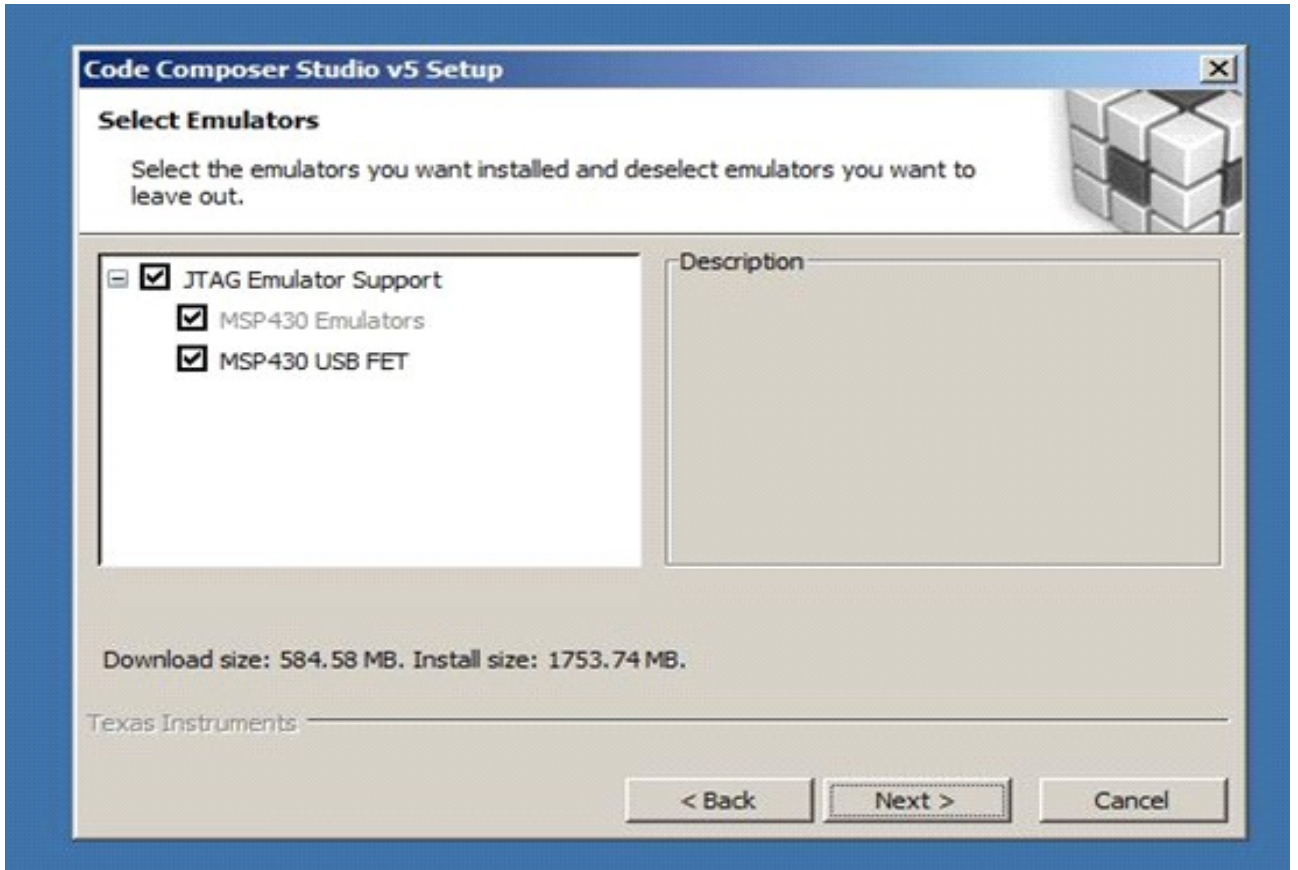 Code Composer Studio v5 Setup
Select Emulators
Select the emulators you want installed and deselect emulators you want to
leave out.
JTAG Emulator Support
MSP430 Emulators
MSP430 USB FET
Description
Download size: 584.58 MB. Install size: 1753.74 MB.
Texas Instruments
< Back
Next >
Cancel